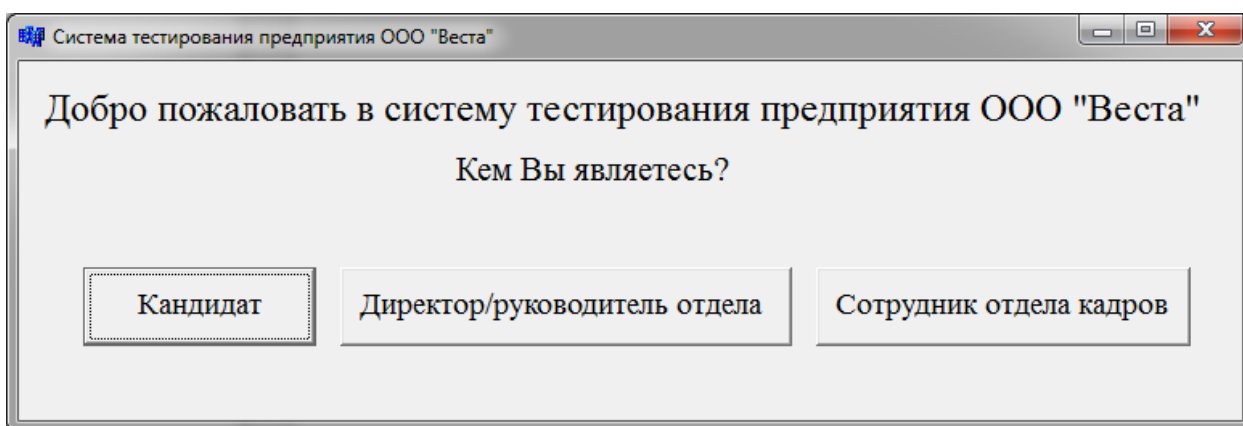 Система тестирования предприятия ООО "Веста"
Добро пожаловать в систему тестирования предприятия ООО "Веста"
Кем Вы являетесь?
Кандидат
Директор/руководитель отдела
Сотрудник отдела кадров